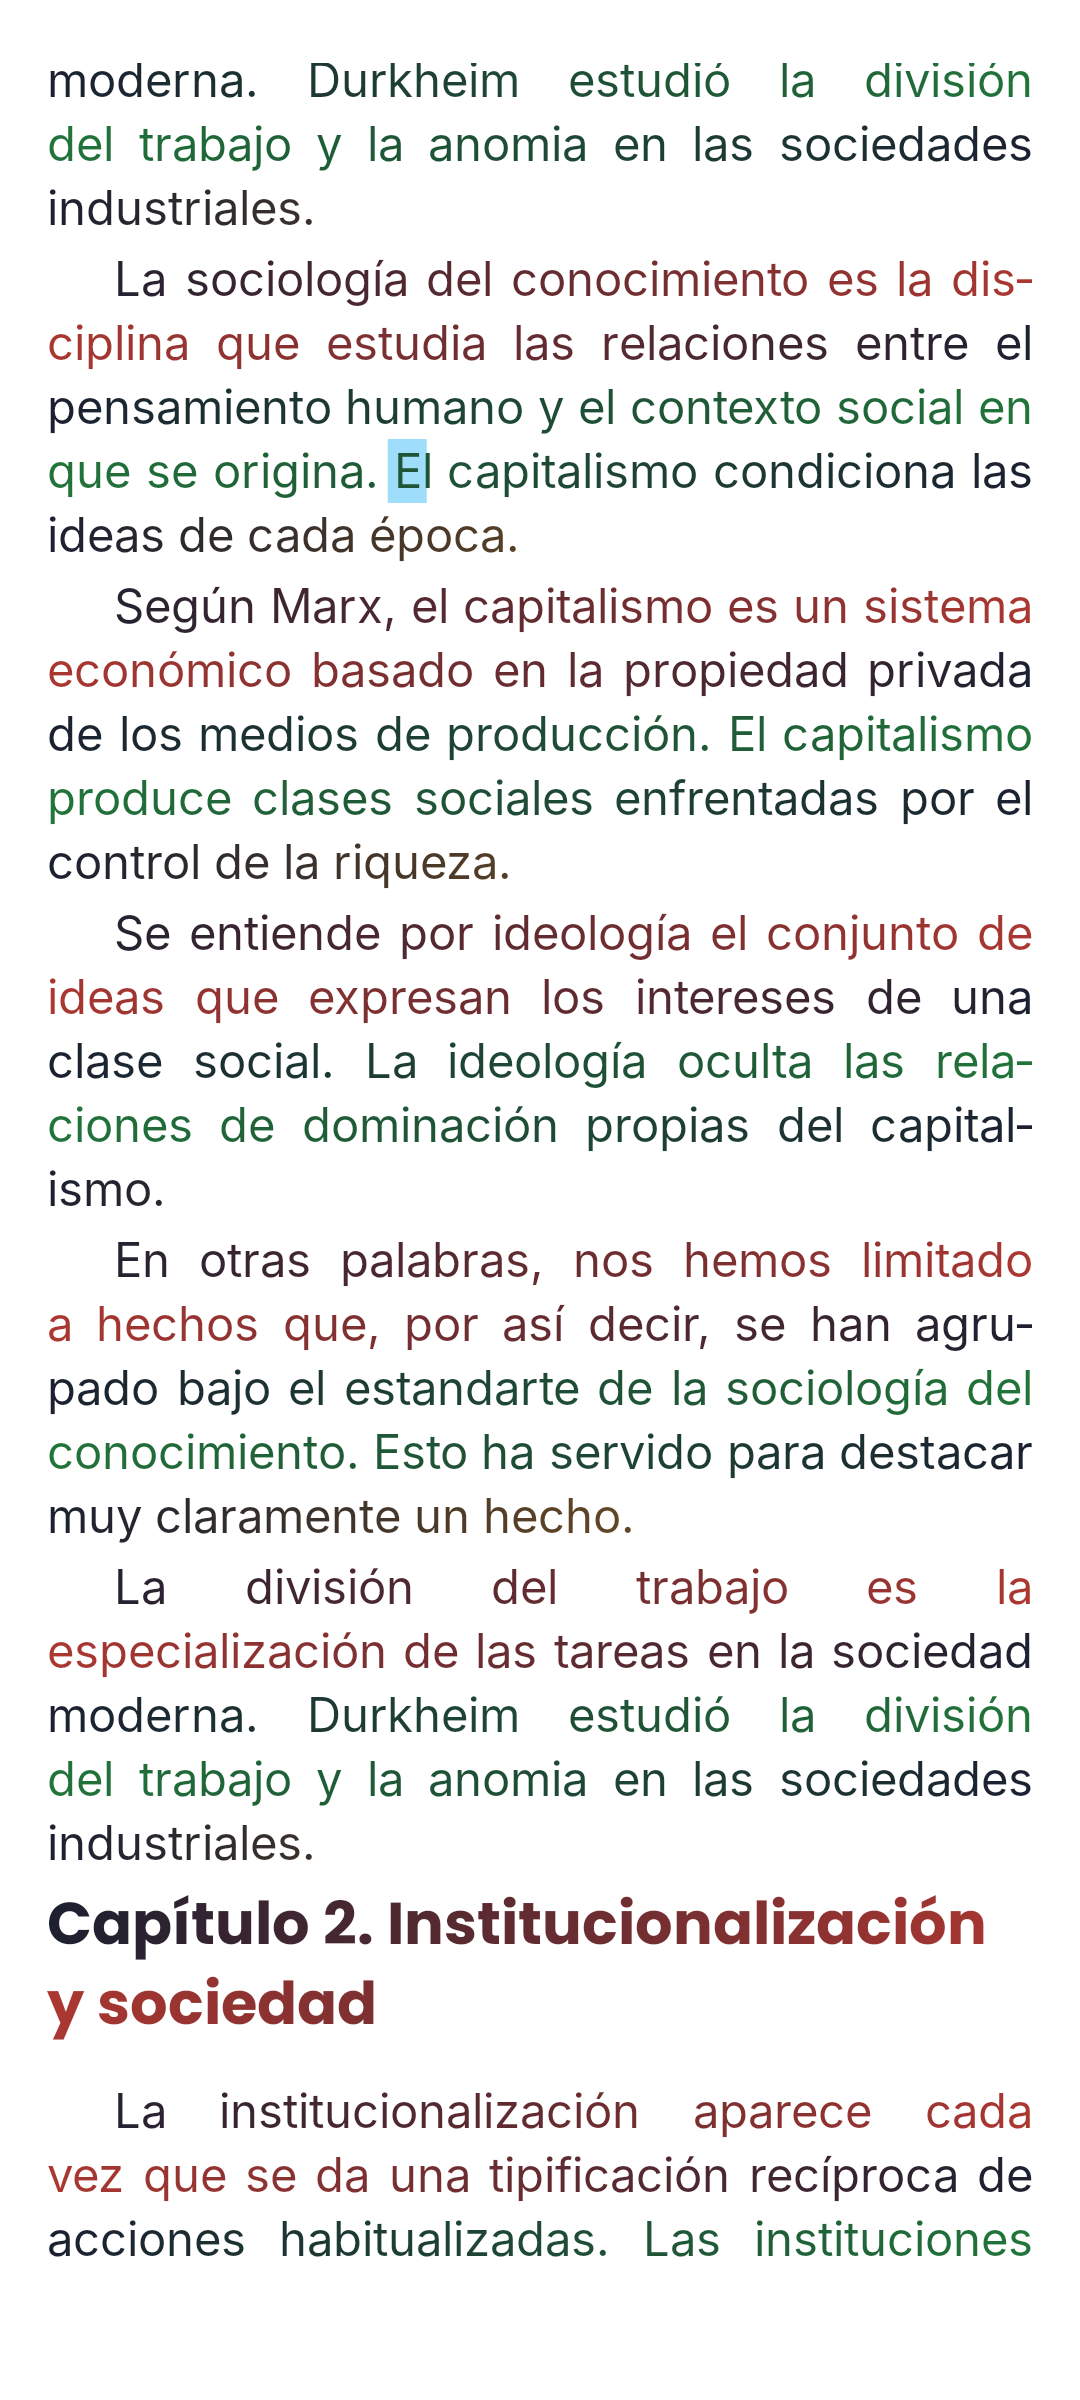 moderna. Durkheim estudió la división
del trabajo y la anomia en las sociedades
industriales.
La sociología del conocimiento es la dis-
ciplina que estudia las relaciones entre el
pensamiento humano y el contexto social en
que se origina. El capitalismo condiciona las
ideas de cada época.
Según Marx, el capitalismo es un sistema
económico basado en la propiedad privada
de los medios de producción. El capitalismo
produce clases sociales enfrentadas por el
control de la riqueza.
Se entiende por ideología el conjunto de
ideas que expresan los intereses de una
clase social. La ideología oculta las rela-
ciones de dominación propias del capital-
ismo.
En otras palabras, nos hemos limitado
a hechos que, por así decir, se han agru-
pado bajo el estandarte de la sociología del
conocimiento. Esto ha servido para destacar
muy claramente un hecho.
La división del trabajo es la
especialización de las tareas en la sociedad
moderna. Durkheim estudió la división
del trabajo y la anomia en las sociedades
industriales.
Capítulo 2. Institucionalización
y sociedad
La institucionalización aparece cada
vez que se da una tipificación recíproca de
acciones habitualizadas. Las instituciones